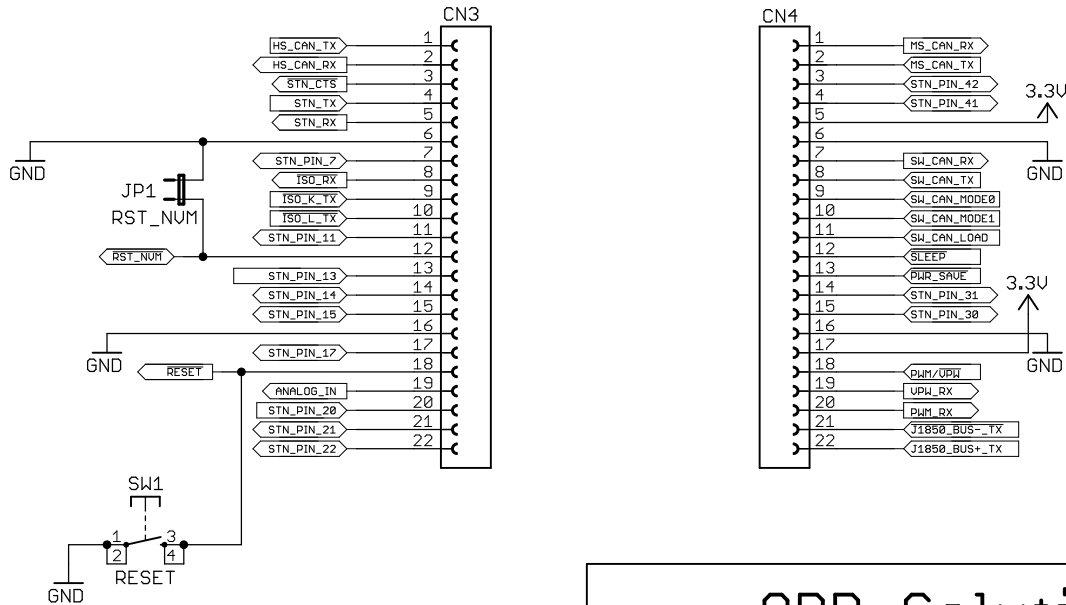 CN3
HS_CAN_TX 1
HS_CAN_RX 2
STN_CTS 3
STN_TX 4
STN_RX 5
6
GND
STN_PIN_7 7
ISO_RX 8
JP1
RST_NVM
ISO_K_TX 9
ISO_L_TX 10
STN_PIN_11 11
RST_NVM 12
STN_PIN_13 13
STN_PIN_14 14
STN_PIN_15 15
16
GND
STN_PIN_17 17
RESET 18
ANALOG_IN 19
STN_PIN_20 20
STN_PIN_21 21
STN_PIN_22 22
SW1
1 3
2 4
RESET
GND
CN4
1 MS_CAN_RX
2 MS_CAN_TX
3 STN_PIN_42
4 STN_PIN_41
3.3V
5
6
GND
7 SW_CAN_RX
8 SW_CAN_TX
9 SW_CAN_MODE0
10 SW_CAN_MODE1
11 SW_CAN_LOAD
12 SLEEP
13 PWR_SAVE
3.3V
14 STN_PIN_31
15 STN_PIN_30
16
17
GND
18 PWM/VPW
19 VPW_RX
20 PWM_RX
21 J1850_BUS-_TX
22 J1850_BUS+_TX